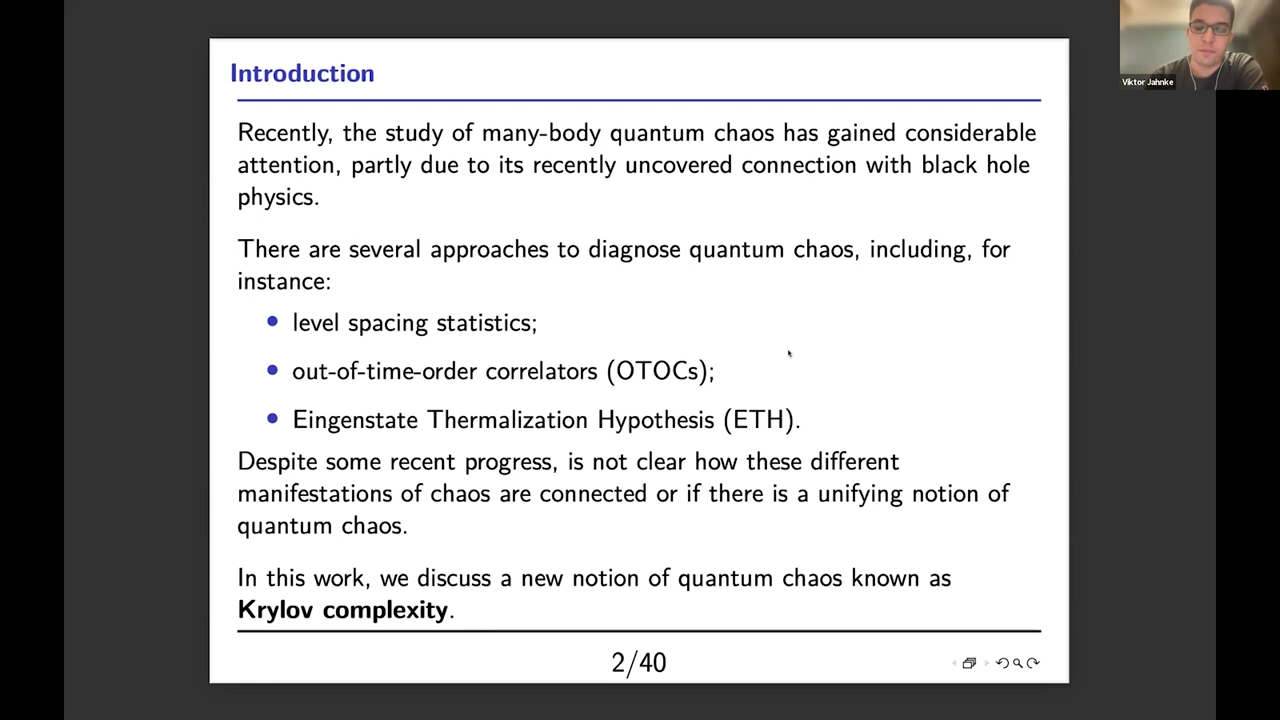 Introduction
Recently, the study of many-body quantum chaos has gained considerable
attention, partly due to its recently uncovered connection with black hole
physics.
There are several approaches to diagnose quantum chaos, including, for
instance:
• level spacing statistics;
• out-of-time-order correlators (OTOCs);
• Eingenstate Thermalization Hypothesis (ETH).
Despite some recent progress, is not clear how these different
manifestations of chaos are connected or if there is a unifying notion of
quantum chaos.
In this work, we discuss a new notion of quantum chaos known as
Krylov complexity.
2/40
Viktor Jahnke